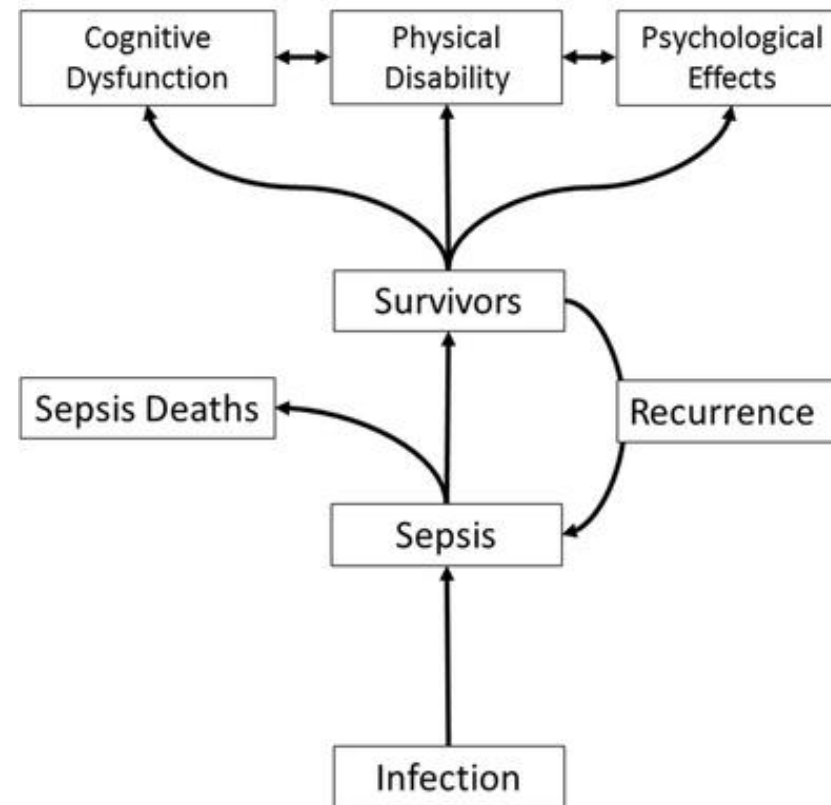 Cognitive
Dysfunction
Physical
Disability
Psychological
Effects
Survivors
Sepsis Deaths
Recurrence
Sepsis
Infection